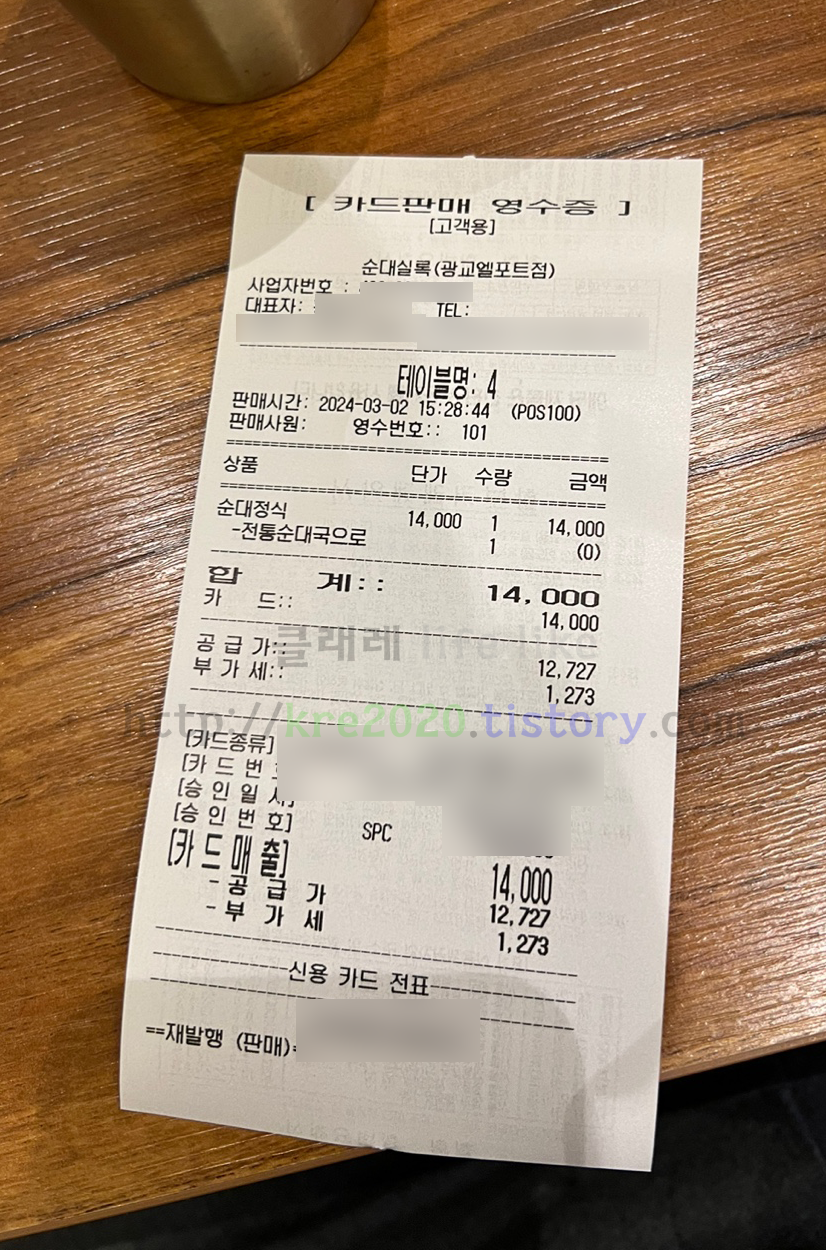 [ 카드판매 영수증 ]
[고객용]
순대실록(광교엘포트점)
사업자번호 :
대표자: TEL:
테이블명: 4
판매시간: 2024-03-02 15:28:44 (POS100)
판매사원: 영수번호:: 101
상품 단가 수량 금액
순대정식 14,000 1 14,000
-전통순대국으로 1 (0)
합 계:: 14,000
카 드:: 14,000
클래레 life like
공 급 가:: 12,727
부 가 세:: 1,273
http://kre2020.tistory.com
[카드종류]
[카 드 번
[승 인 일 시]
[승 인 번 호] SPC
[카 드 매 출] 14,000
- 공 급 가 12,727
- 부 가 세 1,273
신용 카드 전표
==재발행 (판매)=